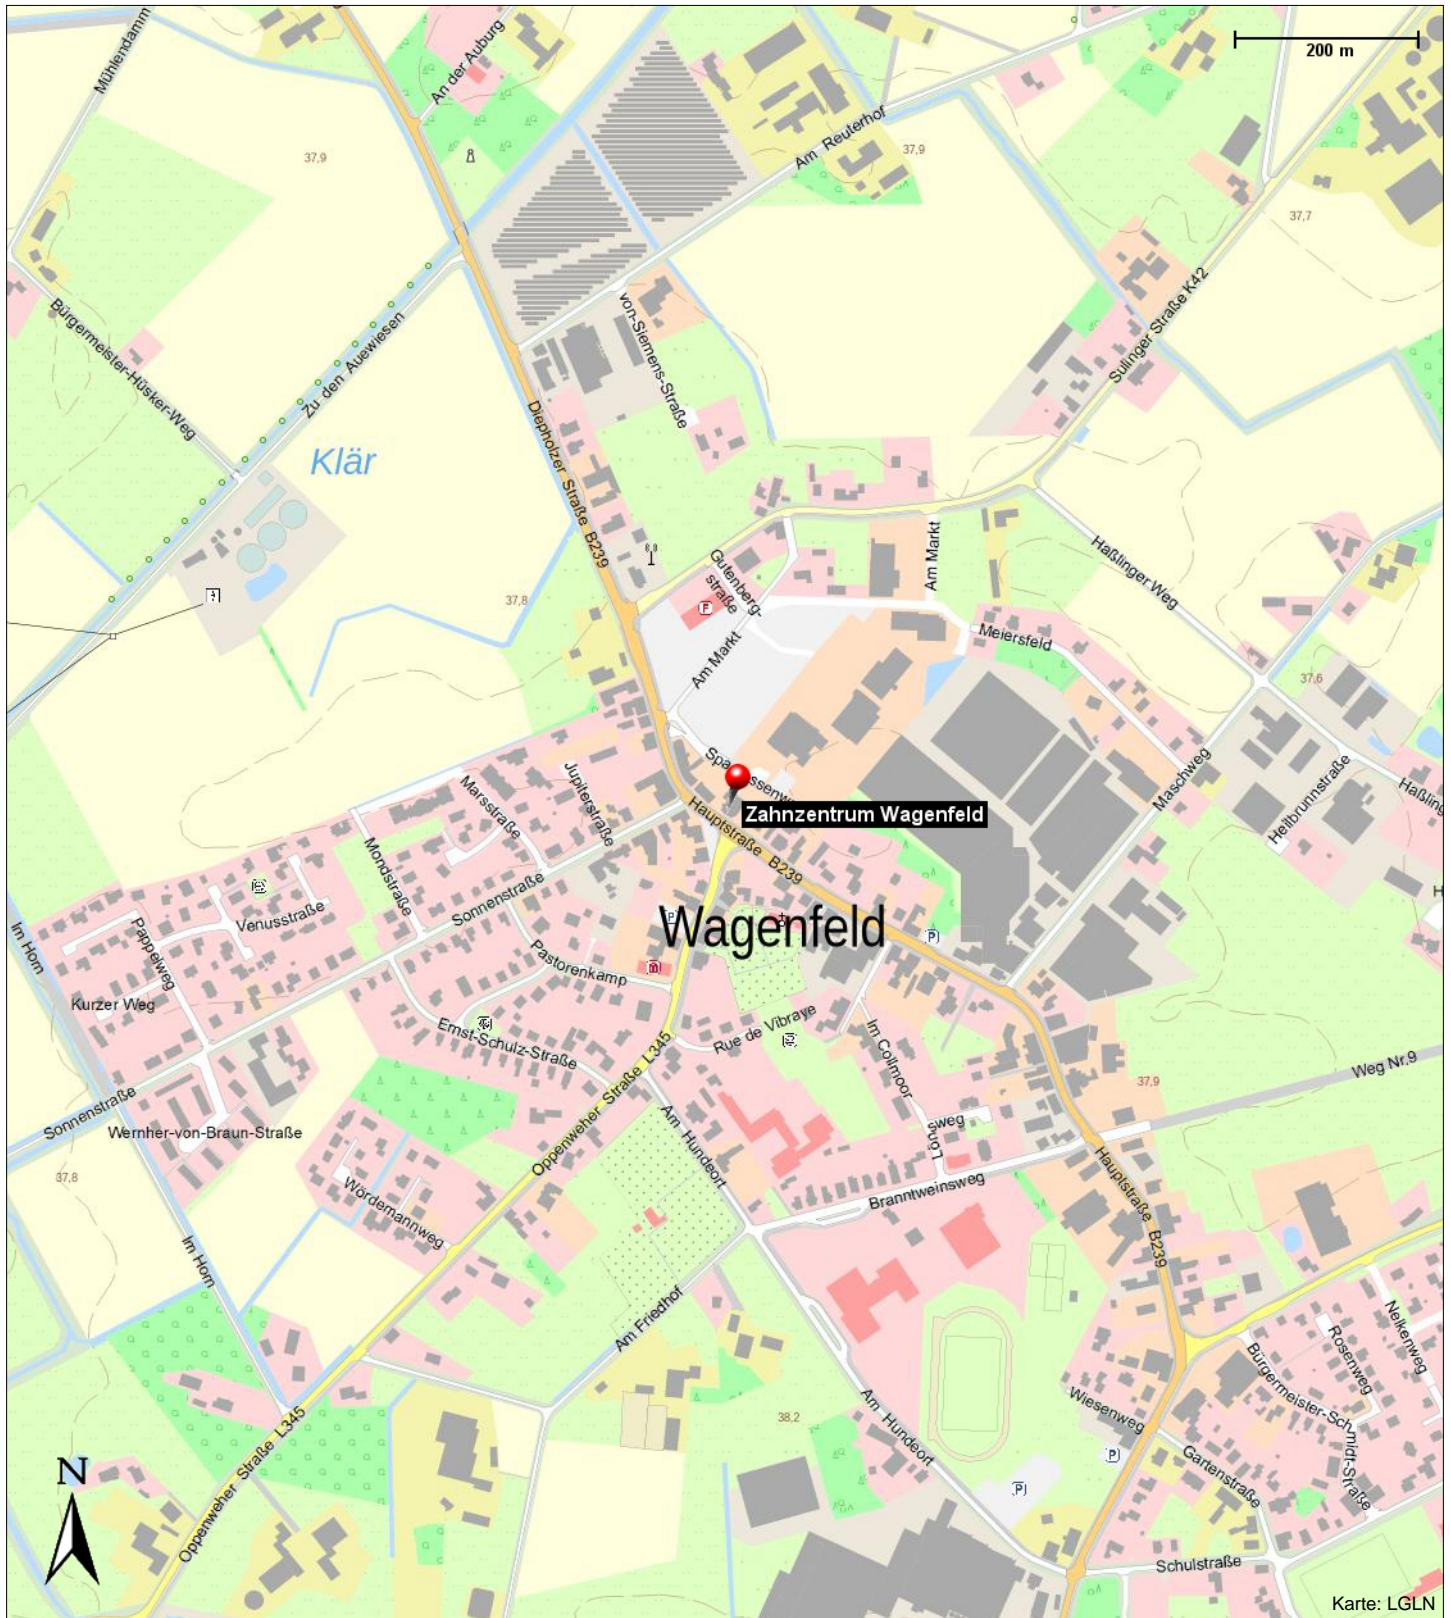 Mühlendamm
An der Auburg
200 m
Am Reuterhof
37,9
37,9
37,7
Bürgermeister-Hüsker-Weg
Zu den Auewiesen
von-Siemens-Straße
Sulinger Straße K42
Diepholzer Straße B239
Klär
Gutenberg-
straße
Am Markt
Haßlinger Weg
F
37,8
Meiersfeld
Am Markt
37,6
Marsstraße
Jupiterstraße
Maschweg
Heilbrunnstraße
Haßling
Zahnzentrum Wagenfeld
Hauptstraße B239
Mondstraße
Sonnenstraße
Venusstraße
Pappelweg
Im Horn
P
Wagenfeld
P
Pastorenkamp
Kurzer Weg
Ernst-Schulz-Straße
Rue de Vibraye
Im Collmoor
Weg Nr.9
37,9
Sonnenstraße
Wernher-von-Braun-Straße
Oppenweher Straße L345
Am Hundeort
Lönsweg
Hauptstraße B239
37,8
Wördemannweg
Branntweinsweg
Im Horn
Am Friedhof
Nelkenweg
Rosenweg
Bürgermeister-Schmidt-Straße
Wiesenweg
38,2
Am Hundeort
P
P
Gartenstraße
Oppenweher Straße L345
N
Schulstraße
Karte: LGLN